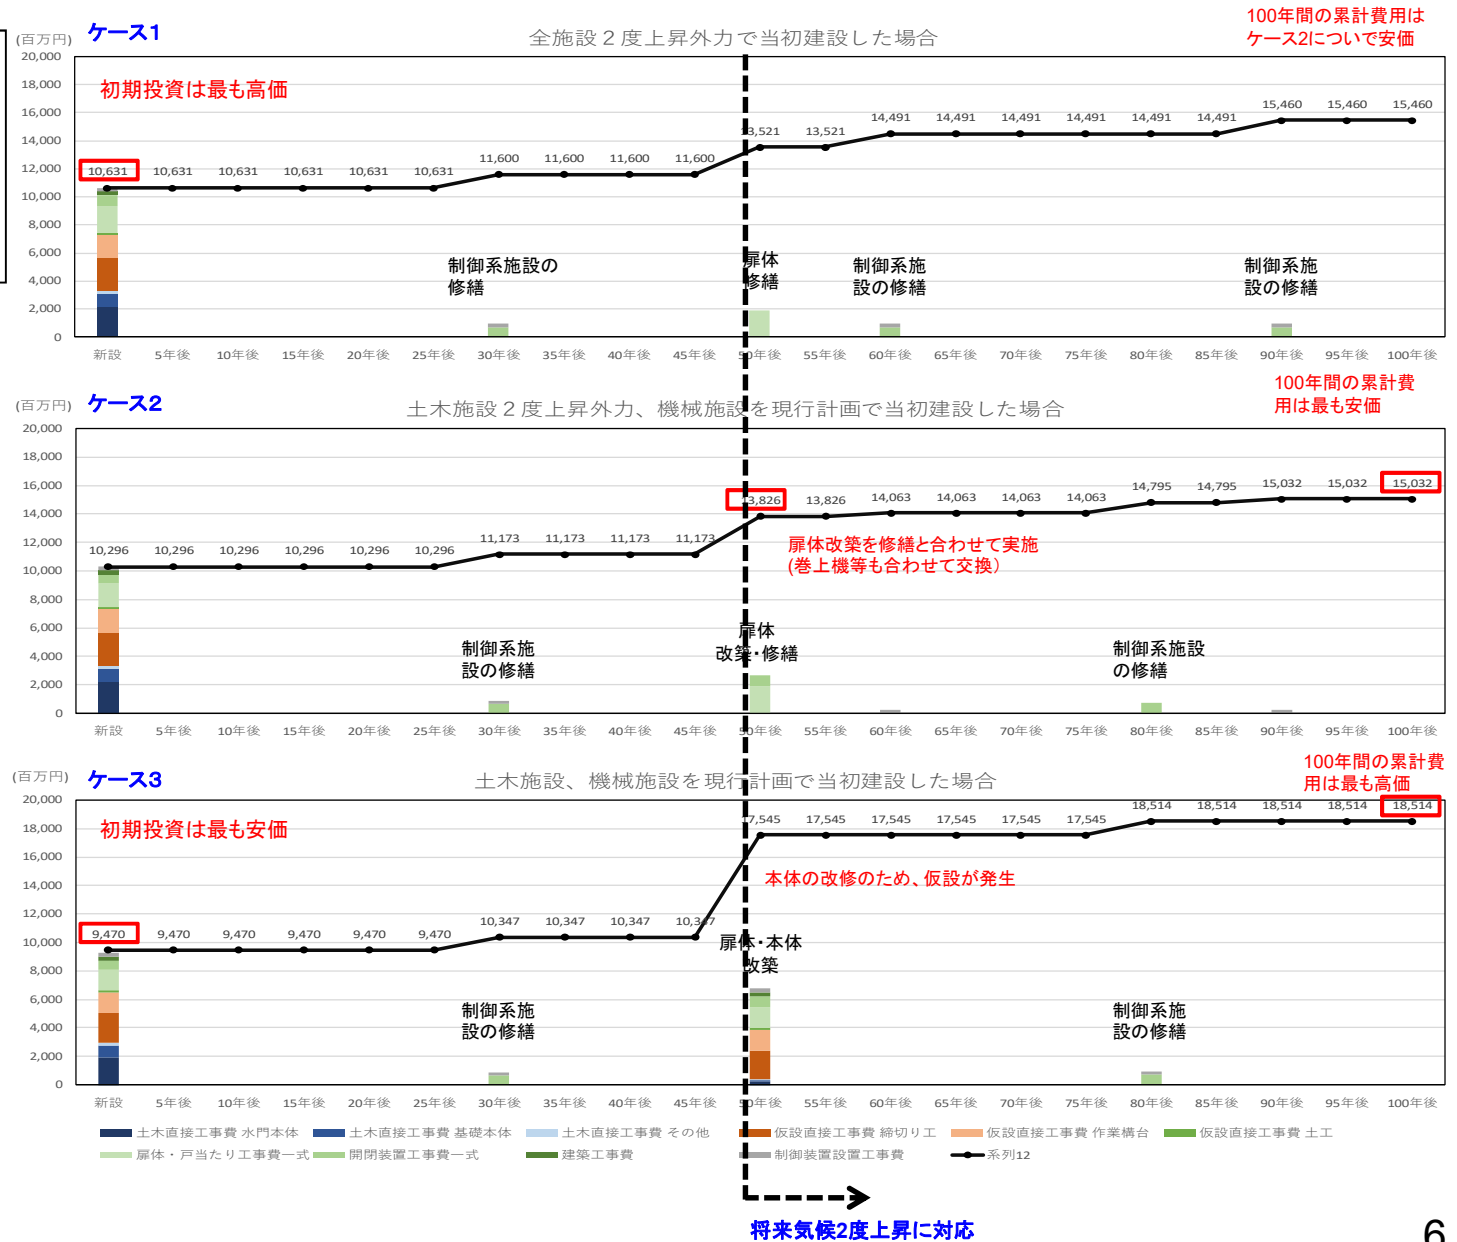 (百万円)
ケース1
全施設２度上昇外力で当初建設した場合
100年間の累計費用は
ケース2についで安価
初期投資は最も高価
20,000
18,000
16,000
14,000
12,000
10,000
8,000
6,000
4,000
2,000
0
10,631 10,631 10,631 10,631 10,631 10,631 11,600 11,600 11,600 11,600 13,521 13,521 14,491 14,491 14,491 14,491 14,491 14,491 15,460 15,460 15,460
制御系施設の
修繕
扉体
修繕
制御系施
設の修繕
制御系施
設の修繕
新設 5年後 10年後 15年後 20年後 25年後 30年後 35年後 40年後 45年後 50年後 55年後 60年後 65年後 70年後 75年後 80年後 85年後 90年後 95年後 100年後
(百万円)
ケース2
土木施設２度上昇外力、機械施設を現行計画で当初建設した場合
100年間の累計費
用は最も安価
20,000
18,000
16,000
14,000
12,000
10,000
8,000
6,000
4,000
2,000
0
10,296 10,296 10,296 10,296 10,296 10,296 11,173 11,173 11,173 11,173 13,826 13,826 14,063 14,063 14,063 14,063 14,795 14,795 15,032 15,032 15,032
扉体改築を修繕と合わせて実施
(巻上機等も合わせて交換）
制御系施
設の修繕
扉体
改築・修繕
制御系施設
の修繕
新設 5年後 10年後 15年後 20年後 25年後 30年後 35年後 40年後 45年後 50年後 55年後 60年後 65年後 70年後 75年後 80年後 85年後 90年後 95年後 100年後
(百万円)
ケース3
土木施設、機械施設を現行計画で当初建設した場合
100年間の累計費
用は最も高価
初期投資は最も安価
20,000
18,000
16,000
14,000
12,000
10,000
8,000
6,000
4,000
2,000
0
9,470 9,470 9,470 9,470 9,470 9,470 10,347 10,347 10,347 10,347 17,545 17,545 17,545 17,545 17,545 17,545 18,514 18,514 18,514 18,514 18,514
本体の改修のため、仮設が発生
扉体・本体
改築
制御系施
設の修繕
制御系施
設の修繕
新設 5年後 10年後 15年後 20年後 25年後 30年後 35年後 40年後 45年後 50年後 55年後 60年後 65年後 70年後 75年後 80年後 85年後 90年後 95年後 100年後
土木直接工事費 水門本体 土木直接工事費 基礎本体 土木直接工事費 その他 仮設直接工事費 締切り工 仮設直接工事費 作業構台 仮設直接工事費 土工
扉体・戸当たり工事費一式 開閉装置工事費一式 建築工事費 制御装置設置工事費 系列12
将来気候2度上昇に対応
6